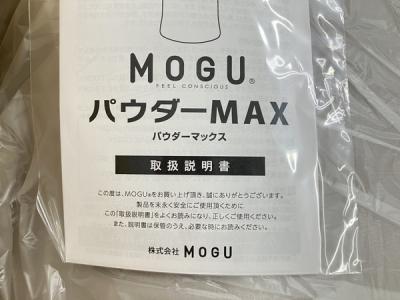 MOGU®
FEEL CONSCIOUS
パウダーMAX
パウダーマックス
取扱説明書
この度は、MOGU®をお買い上げ頂き、誠にありがとうございます。
製品を末永く安全にご使用頂くために
この「取扱説明書」をよくお読みになり、正しくご使用ください。
また、説明書は保管のうえ、必要な時にお読みください。
株式会社 MOGU